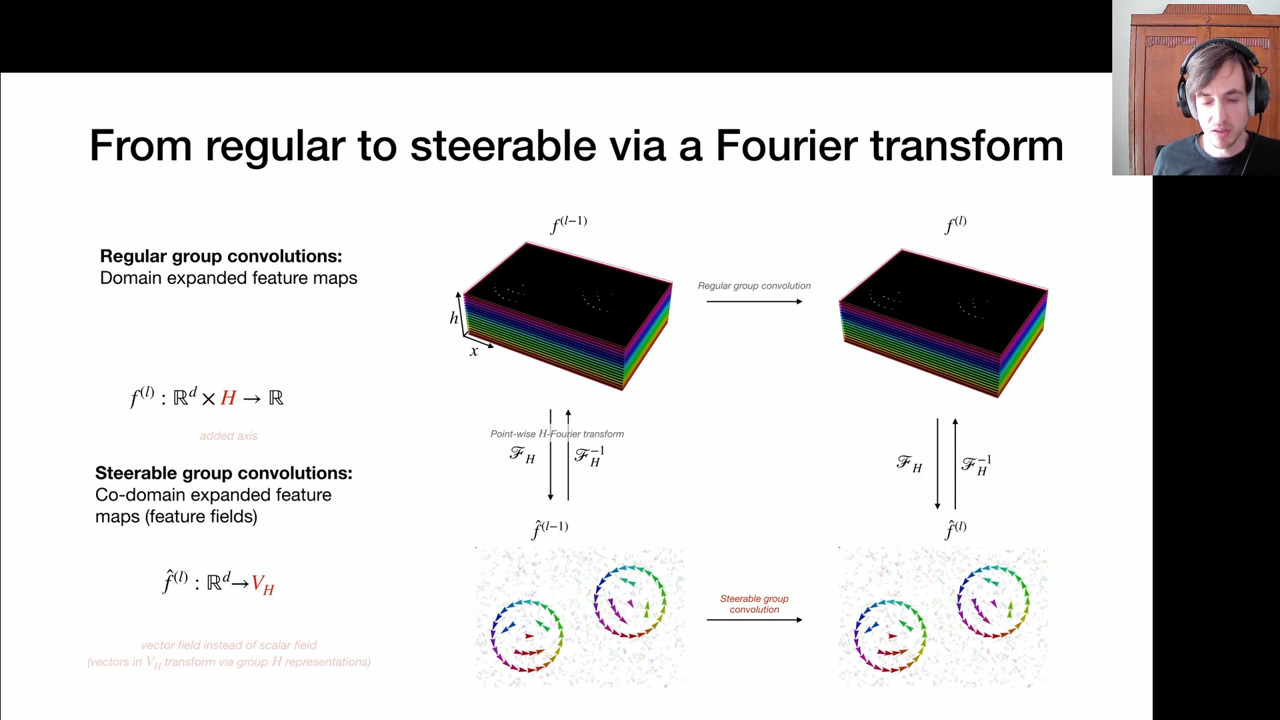 From regular to steerable via a Fourier transform
Regular group convolutions:
Domain expanded feature maps
f^(l) : ℝ^d × H → ℝ
added axis
Steerable group convolutions:
Co-domain expanded feature
maps (feature fields)
f̂^(l) : ℝ^d → V_H
vector field instead of scalar field
(vectors in V_H transform via group H representations)
f^(l−1)
h
x
Regular group convolution
f^(l)
Point-wise H-Fourier transform
ℱ_H ℱ_H^−1
ℱ_H ℱ_H^−1
f̂^(l−1)
Steerable group
convolution
f̂^(l)